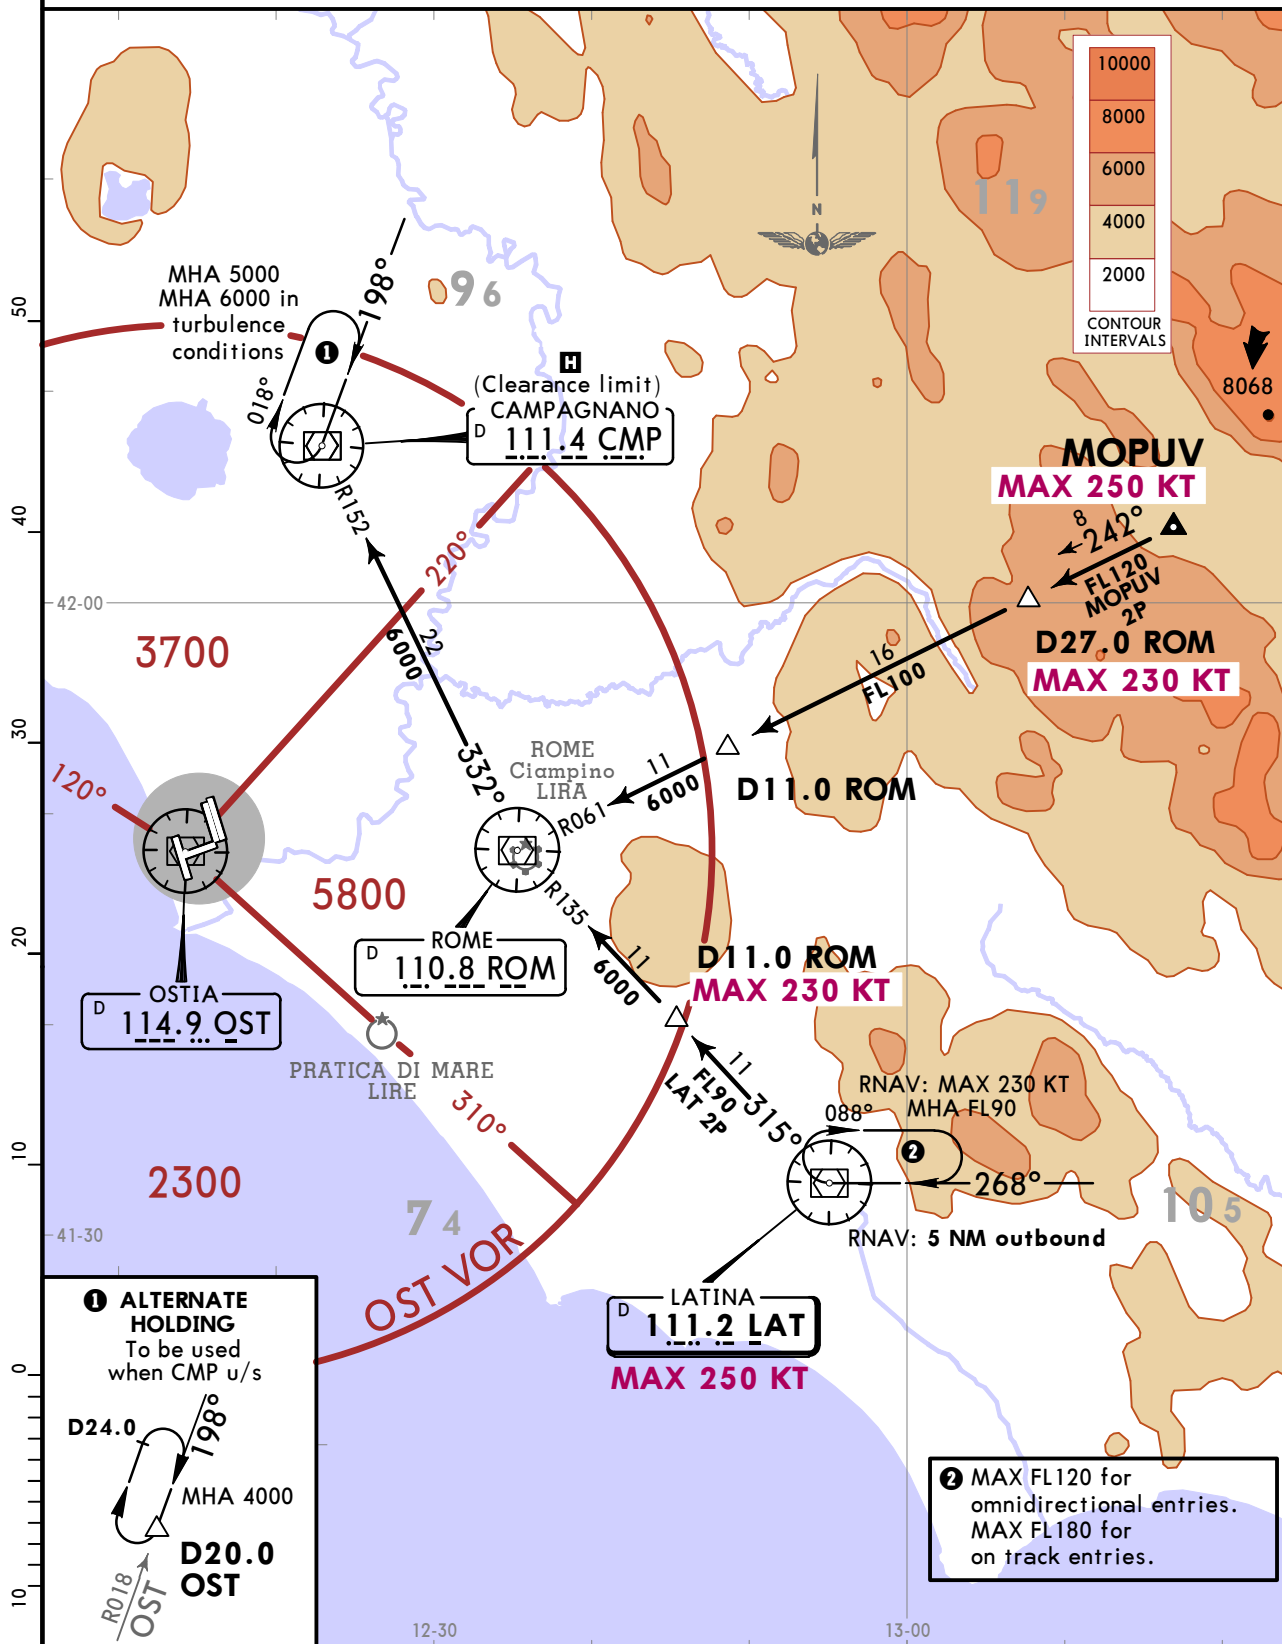 10000
8000
6000
4000
2000
CONTOUR
INTERVALS
119
N
96
MHA 5000
MHA 6000 in
turbulence
conditions
198°
018°
1
H
(Clearance limit)
CAMPAGNANO
D 111.4 CMP
8068
MOPUV
MAX 250 KT
8
242°
FL120
MOPUV
2P
D27.0 ROM
MAX 230 KT
16
FL100
50
40
30
20
10
0
10
R152
220°
42-00
3700
22
6000
332°
ROME
Ciampino
LIRA
11
6000
R061
D11.0 ROM
120°
5800
R135
ROME
D 110.8 ROM
11
6000
D11.0 ROM
MAX 230 KT
OSTIA
D 114.9 OST
PRATICA DI MARE
LIRE
310°
11
FL90
LAT 2P
315°
RNAV: MAX 230 KT
MHA FL90
088°
2
268°
RNAV: 5 NM outbound
105
2300
74
41-30
OST VOR
LATINA
D 111.2 LAT
MAX 250 KT
1 ALTERNATE
HOLDING
To be used
when CMP u/s
D24.0
198°
MHA 4000
D20.0
OST
R018
OST
2 MAX FL120 for
omnidirectional entries.
MAX FL180 for
on track entries.
12-30
13-00